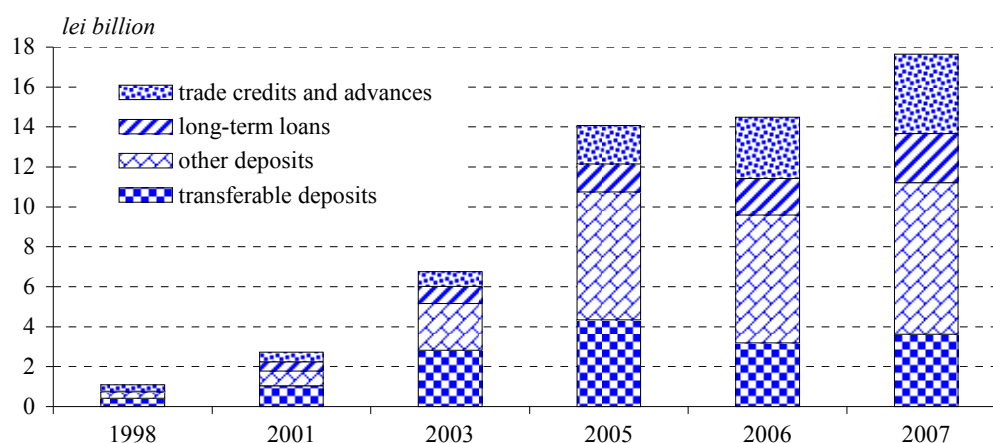 lei billion
18
16
14
12
10
8
6
4
2
0
trade credits and advances
long-term loans
other deposits
transferable deposits
1998 2001 2003 2005 2006 2007